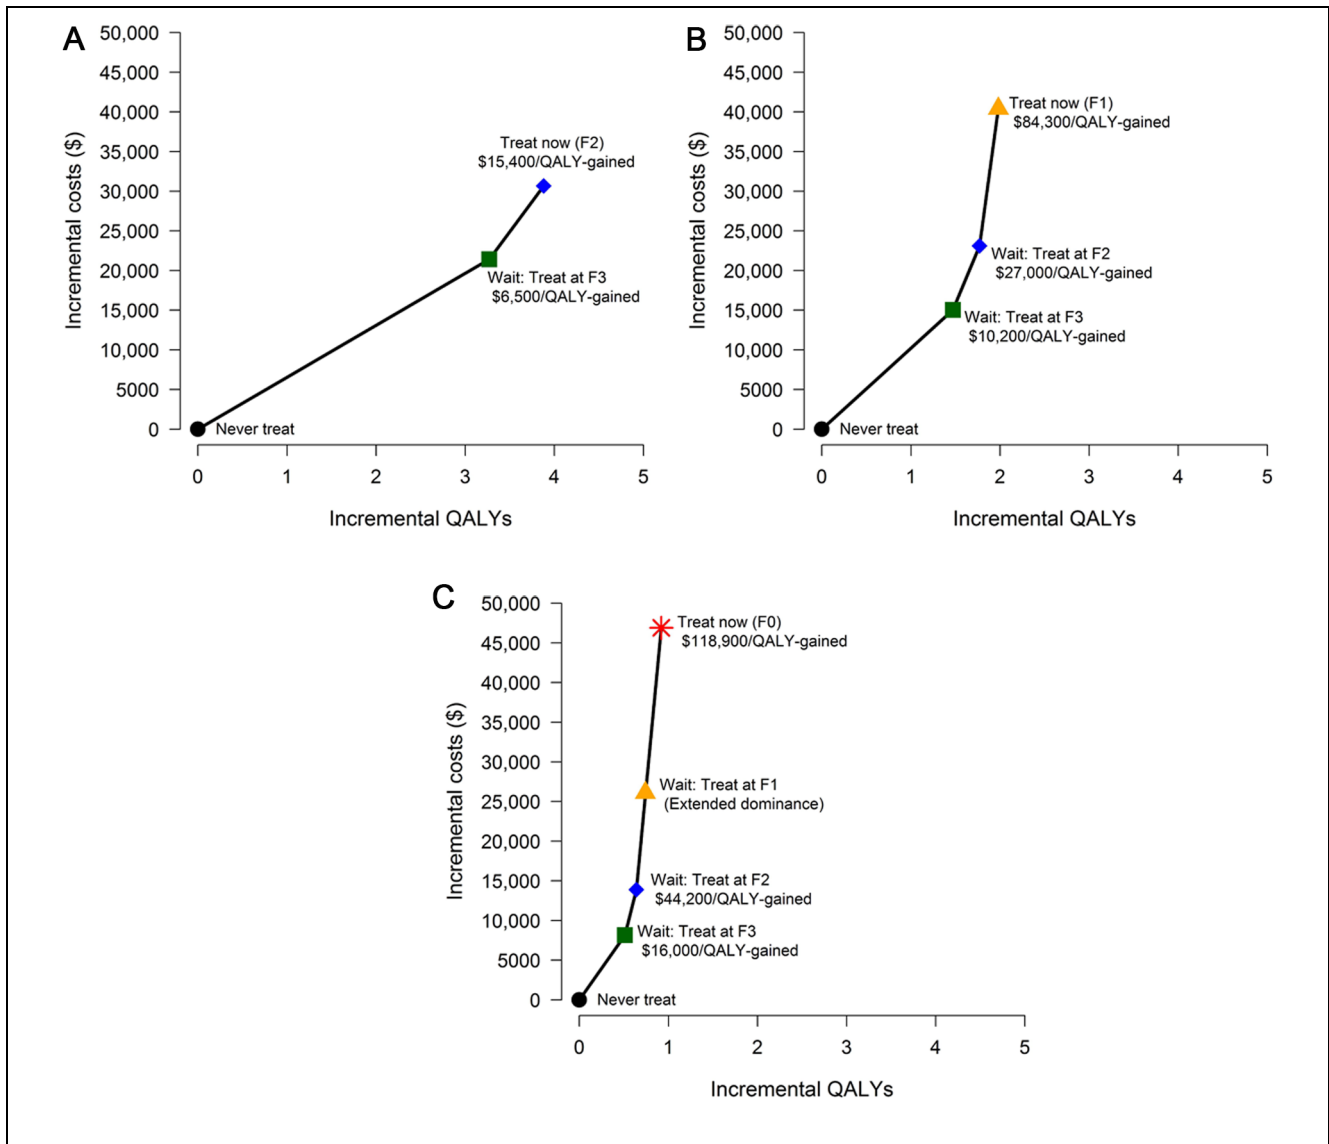 A
50,000
45,000
40,000
35,000
30,000
25,000
20,000
15,000
10,000
5000
0
Incremental costs ($)
Treat now (F2)
$15,400/QALY-gained
Wait: Treat at F3
$6,500/QALY-gained
Never treat
0 1 2 3 4 5
Incremental QALYs
B
50,000
45,000
40,000
35,000
30,000
25,000
20,000
15,000
10,000
5000
0
Incremental costs ($)
Treat now (F1)
$84,300/QALY-gained
Wait: Treat at F2
$27,000/QALY-gained
Wait: Treat at F3
$10,200/QALY-gained
Never treat
0 1 2 3 4 5
Incremental QALYs
C
50,000
45,000
40,000
35,000
30,000
25,000
20,000
15,000
10,000
5000
0
Incremental costs ($)
Treat now (F0)
$118,900/QALY-gained
Wait: Treat at F1
(Extended dominance)
Wait: Treat at F2
$44,200/QALY-gained
Wait: Treat at F3
$16,000/QALY-gained
Never treat
0 1 2 3 4 5
Incremental QALYs